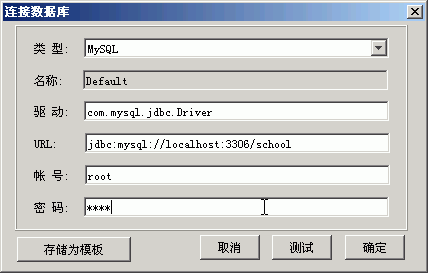 连接数据库
类 型: MySQL
名称: Default
驱 动: com.mysql.jdbc.Driver
URL: jdbc:mysql://localhost:3306/school
帐 号: root
密 码: ****
存储为模板 取消 测试 确定